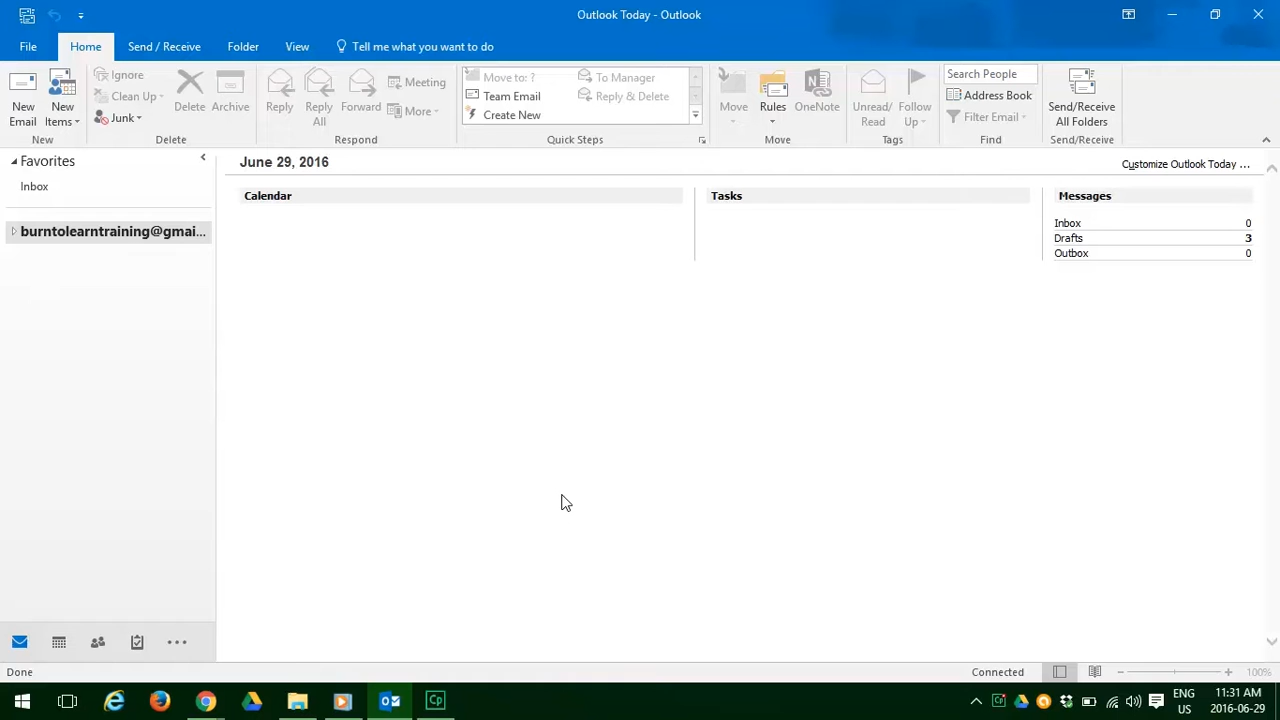 Outlook Today - Outlook
File
Home
Send / Receive
Folder
View
Tell me what you want to do
New Email
New Items
New
Ignore
Clean Up
Junk
Delete
Archive
Delete
Reply
Reply All
Forward
Meeting
More
Respond
Move to: ?
Team Email
Create New
To Manager
Reply & Delete
Quick Steps
Move
Rules
OneNote
Move
Unread/ Read
Follow Up
Tags
Search People
Address Book
Filter Email
Find
Send/Receive All Folders
Send/Receive
Favorites
Inbox
burntolearntraining@gmai...
June 29, 2016
Customize Outlook Today ...
Calendar
Tasks
Messages
Inbox 0
Drafts 3
Outbox 0
Done
Connected
100%
N
e
Cp
Cp
ENG
US
11:31 AM
2016-06-29